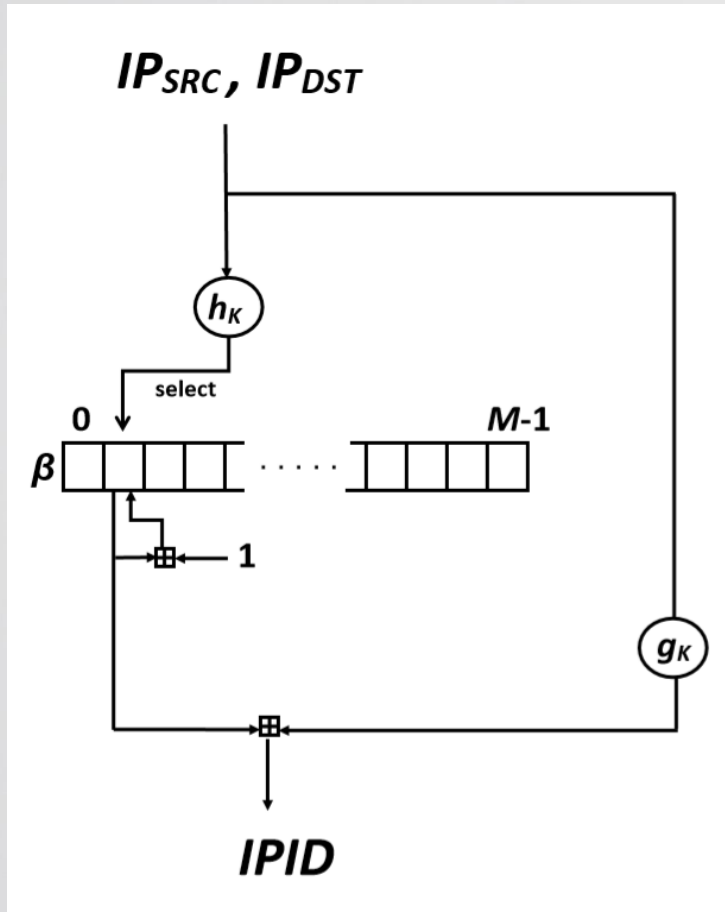 IPSRC, IPDST
hK
select
0 M-1
β
.....
1
gK
IPID